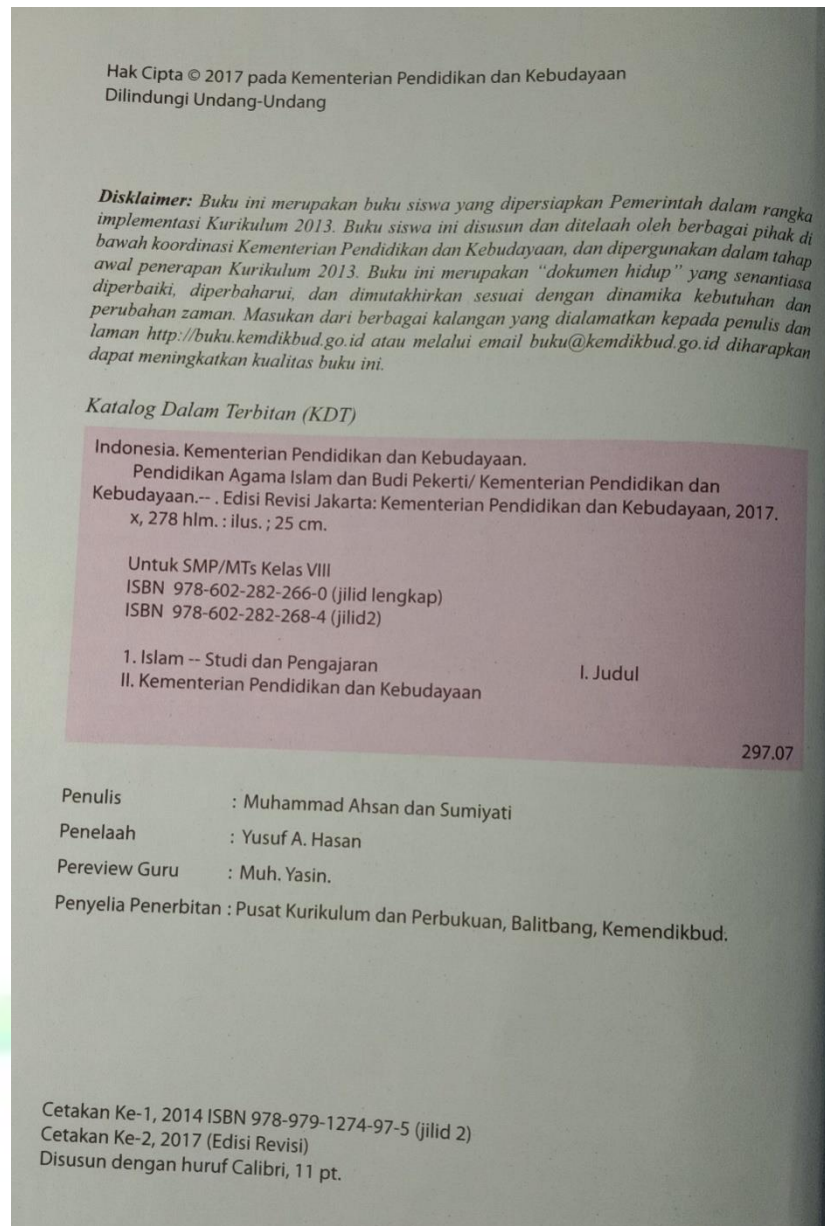 Hak Cipta © 2017 pada Kementerian Pendidikan dan Kebudayaan
Dilindungi Undang-Undang
Disklaimer: Buku ini merupakan buku siswa yang dipersiapkan Pemerintah dalam rangka
implementasi Kurikulum 2013. Buku siswa ini disusun dan ditelaah oleh berbagai pihak di
bawah koordinasi Kementerian Pendidikan dan Kebudayaan, dan dipergunakan dalam tahap
awal penerapan Kurikulum 2013. Buku ini merupakan “dokumen hidup” yang senantiasa
diperbaiki, diperbaharui, dan dimutakhirkan sesuai dengan dinamika kebutuhan dan
perubahan zaman. Masukan dari berbagai kalangan yang dialamatkan kepada penulis dan
laman http://buku.kemdikbud.go.id atau melalui email buku@kemdikbud.go.id diharapkan
dapat meningkatkan kualitas buku ini.
Katalog Dalam Terbitan (KDT)
Indonesia. Kementerian Pendidikan dan Kebudayaan.
Pendidikan Agama Islam dan Budi Pekerti/ Kementerian Pendidikan dan
Kebudayaan.-- . Edisi Revisi Jakarta: Kementerian Pendidikan dan Kebudayaan, 2017.
x, 278 hlm. : ilus. ; 25 cm.
Untuk SMP/MTs Kelas VIII
ISBN 978-602-282-266-0 (jilid lengkap)
ISBN 978-602-282-268-4 (jilid2)
1. Islam -- Studi dan Pengajaran I. Judul
II. Kementerian Pendidikan dan Kebudayaan
297.07
Penulis : Muhammad Ahsan dan Sumiyati
Penelaah : Yusuf A. Hasan
Pereview Guru : Muh. Yasin.
Penyelia Penerbitan : Pusat Kurikulum dan Perbukuan, Balitbang, Kemendikbud.
Cetakan Ke-1, 2014 ISBN 978-979-1274-97-5 (jilid 2)
Cetakan Ke-2, 2017 (Edisi Revisi)
Disusun dengan huruf Calibri, 11 pt.